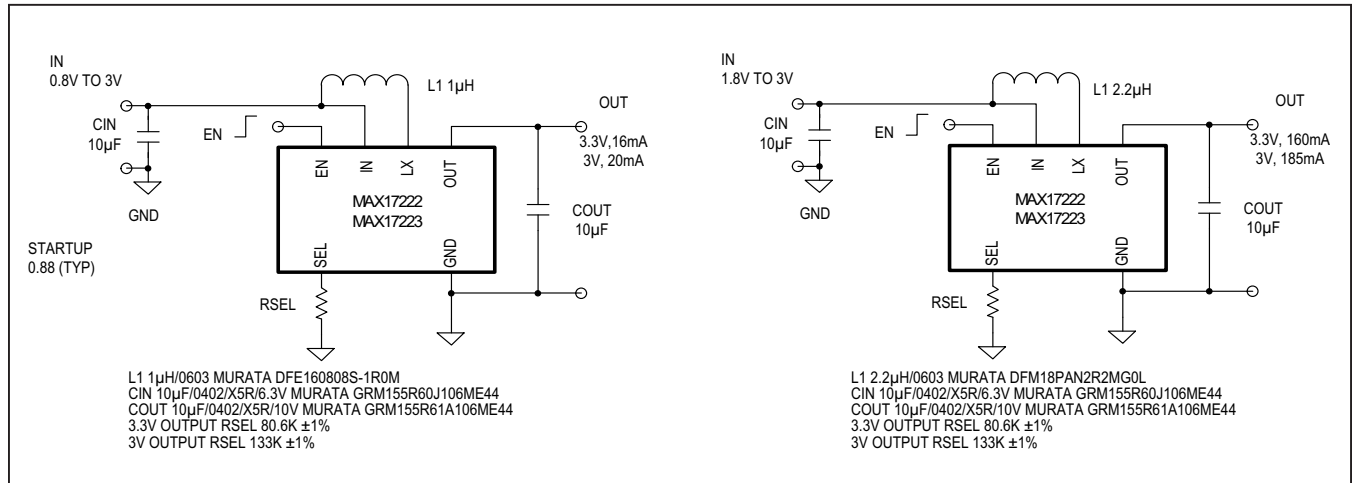 IN
0.8V TO 3V
L1 1µH
OUT
CIN
10µF
EN
3.3V,16mA
3V, 20mA
EN
IN
LX
OUT
MAX17222
MAX17223
COUT
10µF
GND
STARTUP
0.88 (TYP)
SEL
GND
RSEL
L1 1µH/0603 MURATA DFE160808S-1R0M
CIN 10µF/0402/X5R/6.3V MURATA GRM155R60J106ME44
COUT 10µF/0402/X5R/10V MURATA GRM155R61A106ME44
3.3V OUTPUT RSEL 80.6K ±1%
3V OUTPUT RSEL 133K ±1%
IN
1.8V TO 3V
L1 2.2µH
OUT
CIN
10µF
EN
3.3V, 160mA
3V, 185mA
EN
IN
LX
OUT
MAX17222
MAX17223
COUT
10µF
GND
SEL
GND
RSEL
L1 2.2µH/0603 MURATA DFM18PAN2R2MG0L
CIN 10µF/0402/X5R/6.3V MURATA GRM155R60J106ME44
COUT 10µF/0402/X5R/10V MURATA GRM155R61A106ME44
3.3V OUTPUT RSEL 80.6K ±1%
3V OUTPUT RSEL 133K ±1%